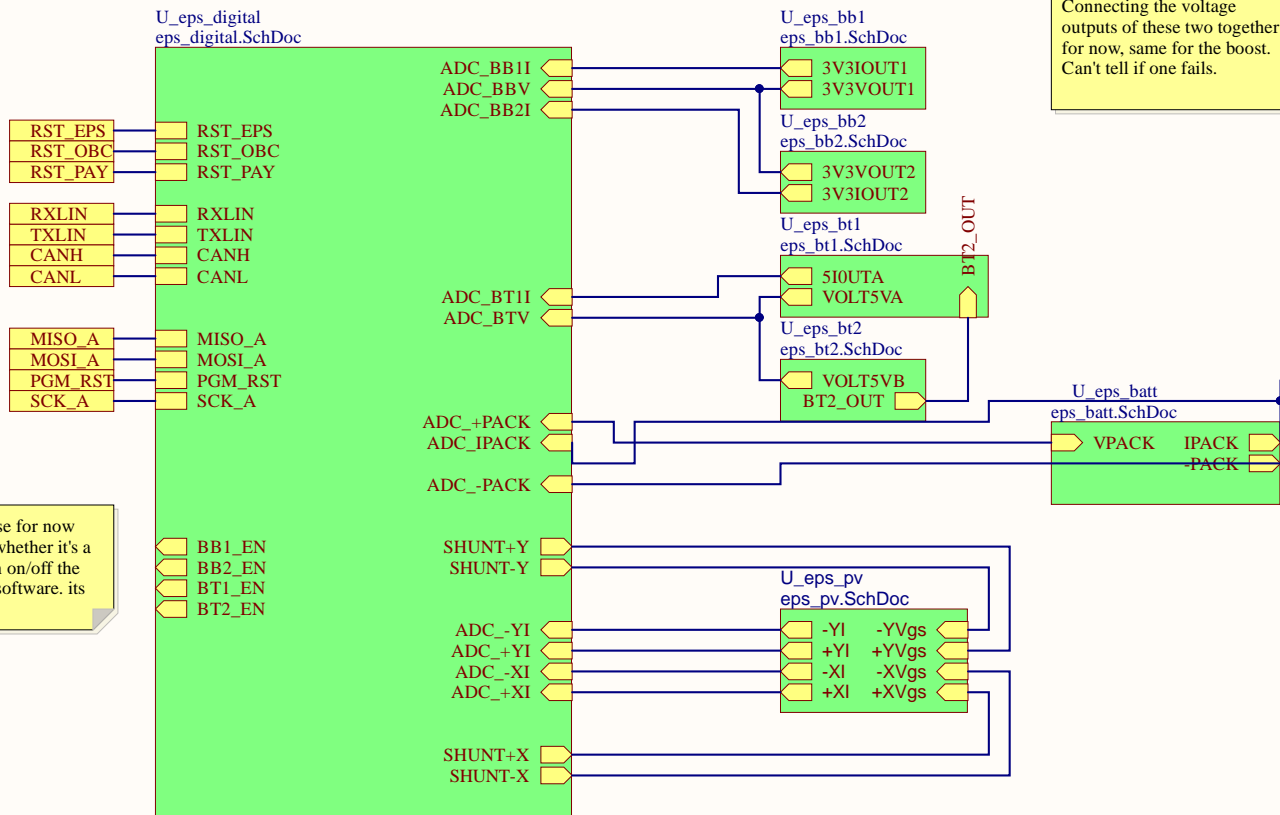 U_eps_digital
eps_digital.SchDoc
U_eps_bb1
eps_bb1.SchDoc
Connecting the voltage
outputs of these two together
for now, same for the boost.
Can't tell if one fails.
ADC_BB1I
ADC_BBV
ADC_BB2I
3V3IOUT1
3V3VOUT1
U_eps_bb2
eps_bb2.SchDoc
3V3VOUT2
3V3IOUT2
RST_EPS
RST_OBC
RST_PAY
RST_EPS
RST_OBC
RST_PAY
RXLIN
TXLIN
CANH
CANL
RXLIN
TXLIN
CANH
CANL
U_eps_bt1
eps_bt1.SchDoc
BT2_OUT
5I0UTA
VOLT5VA
ADC_BT1I
ADC_BTV
U_eps_bt2
eps_bt2.SchDoc
VOLT5VB
BT2_OUT
MISO_A
MOSI_A
PGM_RST
SCK_A
MISO_A
MOSI_A
PGM_RST
SCK_A
ADC_+PACK
ADC_IPACK
ADC_-PACK
U_eps_batt
eps_batt.SchDoc
VPACK
IPACK
-PACK
se for now
whether it's a
on/off the
software. its
BB1_EN
BB2_EN
BT1_EN
BT2_EN
SHUNT+Y
SHUNT-Y
U_eps_pv
eps_pv.SchDoc
ADC_-YI
ADC_+YI
ADC_-XI
ADC_+XI
-YI -YVgs
+YI +YVgs
-XI -XVgs
+XI +XVgs
SHUNT+X
SHUNT-X